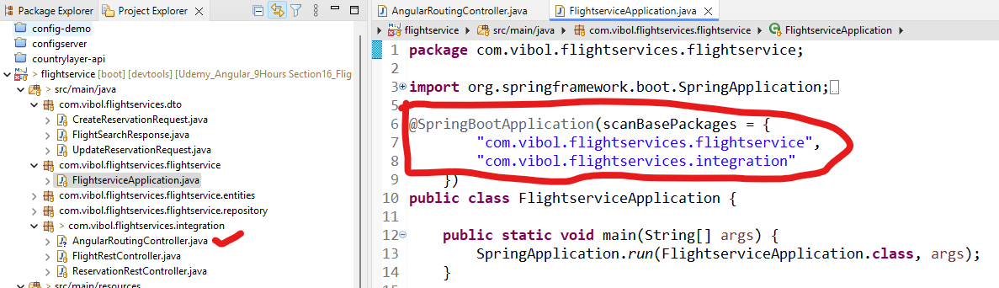 Package Explorer
Project Explorer
config-demo
configserver
countrylayer-api
flightservice [boot] [devtools] [Udemy_Angular_9Hours Section16_Flig
> src/main/java
com.vibol.flightservices.dto
CreateReservationRequest.java
FlightSearchResponse.java
UpdateReservationRequest.java
com.vibol.flightservices.flightservice
FlightserviceApplication.java
com.vibol.flightservices.flightservice.entities
com.vibol.flightservices.flightservice.repository
> com.vibol.flightservices.integration
AngularRoutingController.java
FlightRestController.java
ReservationRestController.java
> src/main/resources
AngularRoutingController.java
FlightserviceApplication.java
flightservice
src/main/java
com.vibol.flightservices.flightservice
FlightserviceApplication
1 package com.vibol.flightservices.flightservice;
2
3 import org.springframework.boot.SpringApplication;
5
6 @SpringBootApplication(scanBasePackages = {
7 "com.vibol.flightservices.flightservice",
8 "com.vibol.flightservices.integration"
9 })
10 public class FlightserviceApplication {
11
12 public static void main(String[] args) {
13 SpringApplication.run(FlightserviceApplication.class, args);
14 }